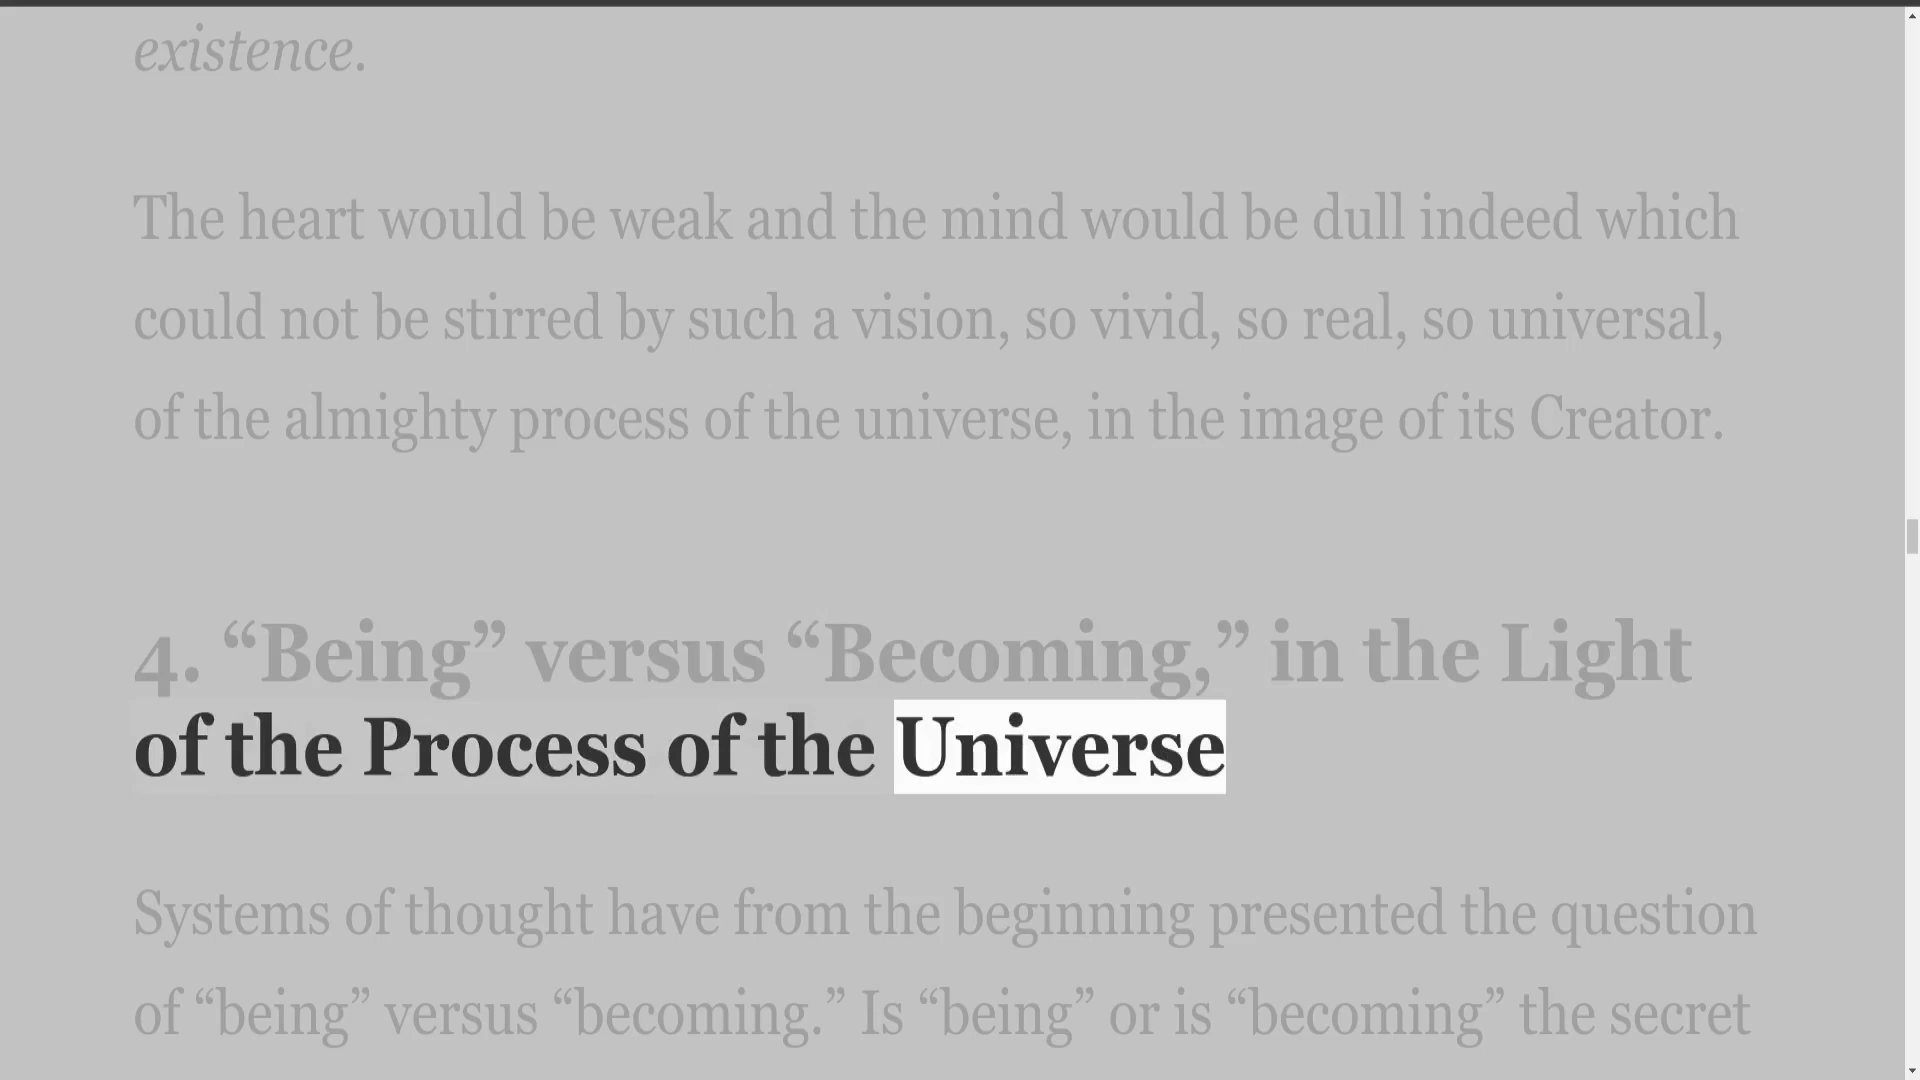 existence.
The heart would be weak and the mind would be dull indeed which
could not be stirred by such a vision, so vivid, so real, so universal,
of the almighty process of the universe, in the image of its Creator.
4. “Being” versus “Becoming,” in the Light
of the Process of the Universe
Systems of thought have from the beginning presented the question
of “being” versus “becoming.” Is “being” or is “becoming” the secret